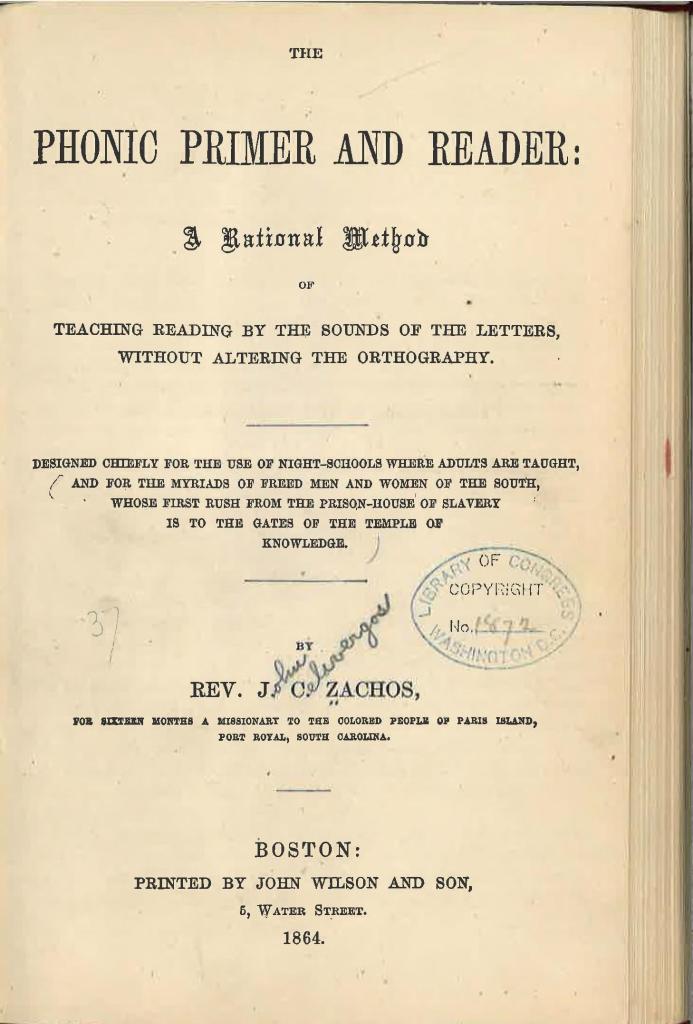 THE
PHONIC PRIMER AND READER:
A Rational Method
OF
TEACHING READING BY THE SOUNDS OF THE LETTERS,
WITHOUT ALTERING THE ORTHOGRAPHY.
DESIGNED CHIEFLY FOR THE USE OF NIGHT-SCHOOLS WHERE ADULTS ARE TAUGHT,
( AND FOR THE MYRIADS OF FREED MEN AND WOMEN OF THE SOUTH,
WHOSE FIRST RUSH FROM THE PRISON-HOUSE OF SLAVERY
IS TO THE GATES OF THE TEMPLE OF
KNOWLEDGE. )
LIBRARY OF CONGRESS
COPYRIGHT
No. 1872
WASHINGTON D.C.
37
BY
John
REV. J. C. ZACHOS,
FOR SIXTEEN MONTHS A MISSIONARY TO THE COLORED PEOPLE OF PARIS ISLAND,
PORT ROYAL, SOUTH CAROLINA.
BOSTON:
PRINTED BY JOHN WILSON AND SON,
5, WATER STREET.
1864.